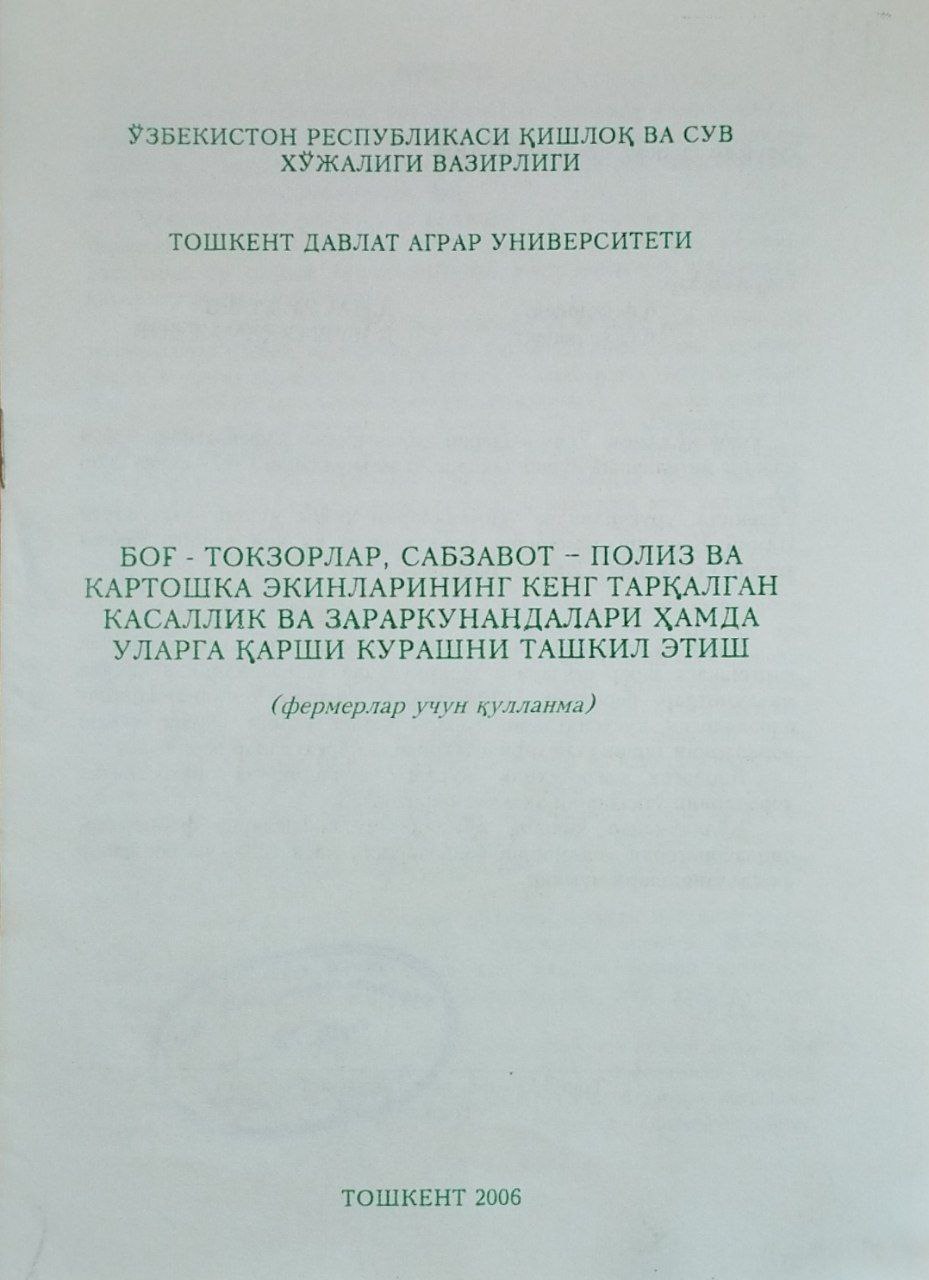 ЎЗБЕКИСТОН РЕСПУБЛИКАСИ ҚИШЛОҚ ВА СУВ
ХЎЖАЛИГИ ВАЗИРЛИГИ
ТОШКЕНТ ДАВЛАТ АГРАР УНИВЕРСИТЕТИ
БОҒ - ТОКЗОРЛАР, САБЗАВОТ – ПОЛИЗ ВА
КАРТОШКА ЭКИНЛАРИНИНГ КЕНГ ТАРҚАЛГАН
КАСАЛЛИК ВА ЗАРАРКУНАНДАЛАРИ ҲАМДА
УЛАРГА ҚАРШИ КУРАШНИ ТАШКИЛ ЭТИШ
(фермерлар учун қулланма)
ТОШКЕНТ 2006